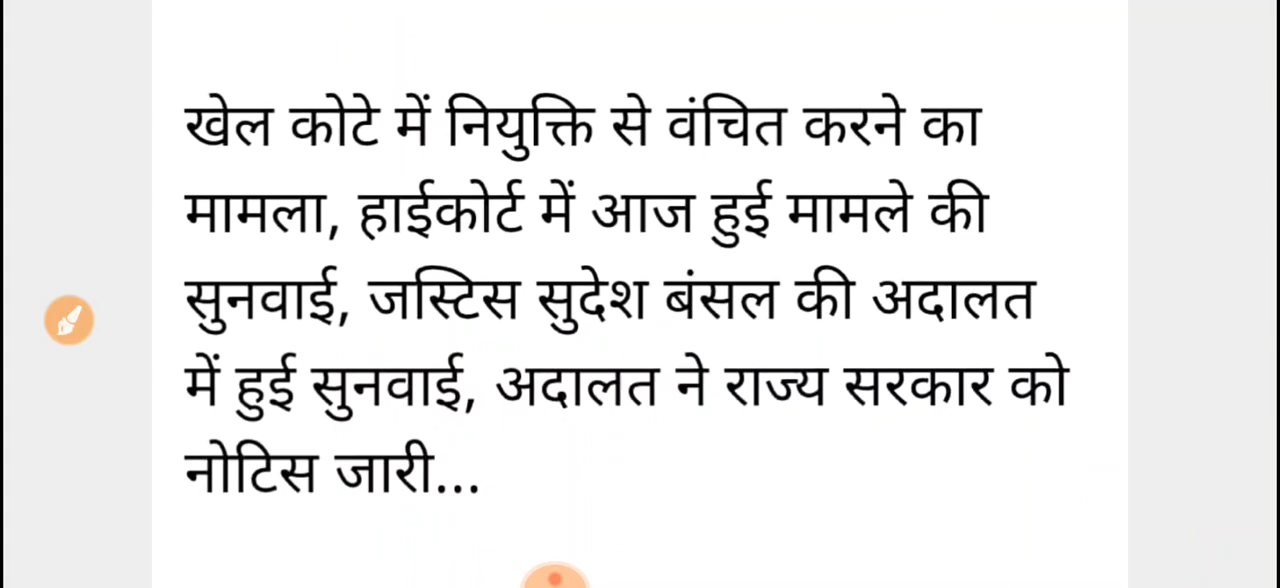 खेल कोटे में नियुक्ति से वंचित करने का
मामला, हाईकोर्ट में आज हुई मामले की
सुनवाई, जस्टिस सुदेश बंसल की अदालत
में हुई सुनवाई, अदालत ने राज्य सरकार को
नोटिस जारी...